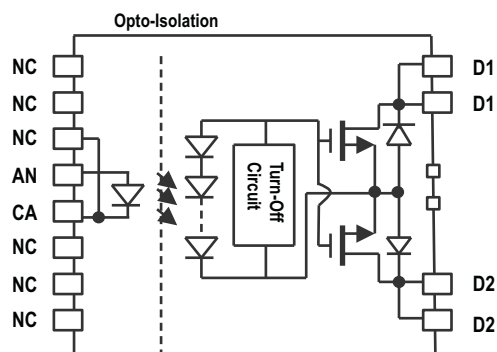 Opto-Isolation
NC
NC
NC
AN
CA
NC
NC
NC
Turn-Off
Circuit
D1
D1
D2
D2